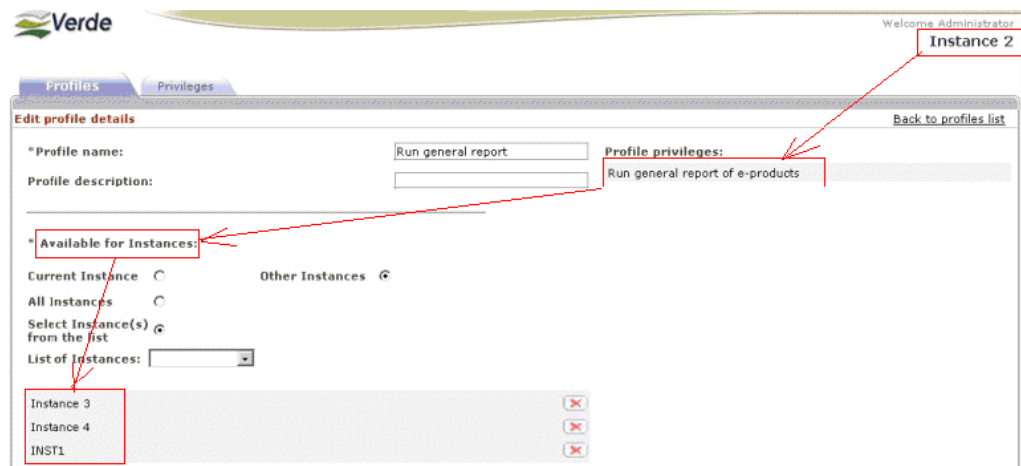 Verde
Welcome Administrator
Instance 2
Profiles
Privileges
Edit profile details
Back to profiles list
*Profile name:
Run general report
Profile privileges:
Run general report of e-products
Profile description:
* Available for Instances:
Current Instance
Other Instances
All Instances
Select Instance(s)
from the list
List of Instances:
Instance 3
Instance 4
INST1